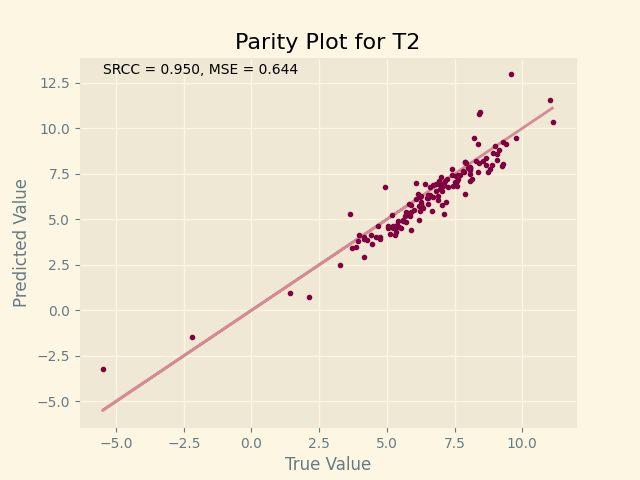 Parity Plot for T2
SRCC = 0.950, MSE = 0.644
12.5
10.0
7.5
5.0
2.5
0.0
−2.5
−5.0
Predicted Value
−5.0 −2.5 0.0 2.5 5.0 7.5 10.0
True Value